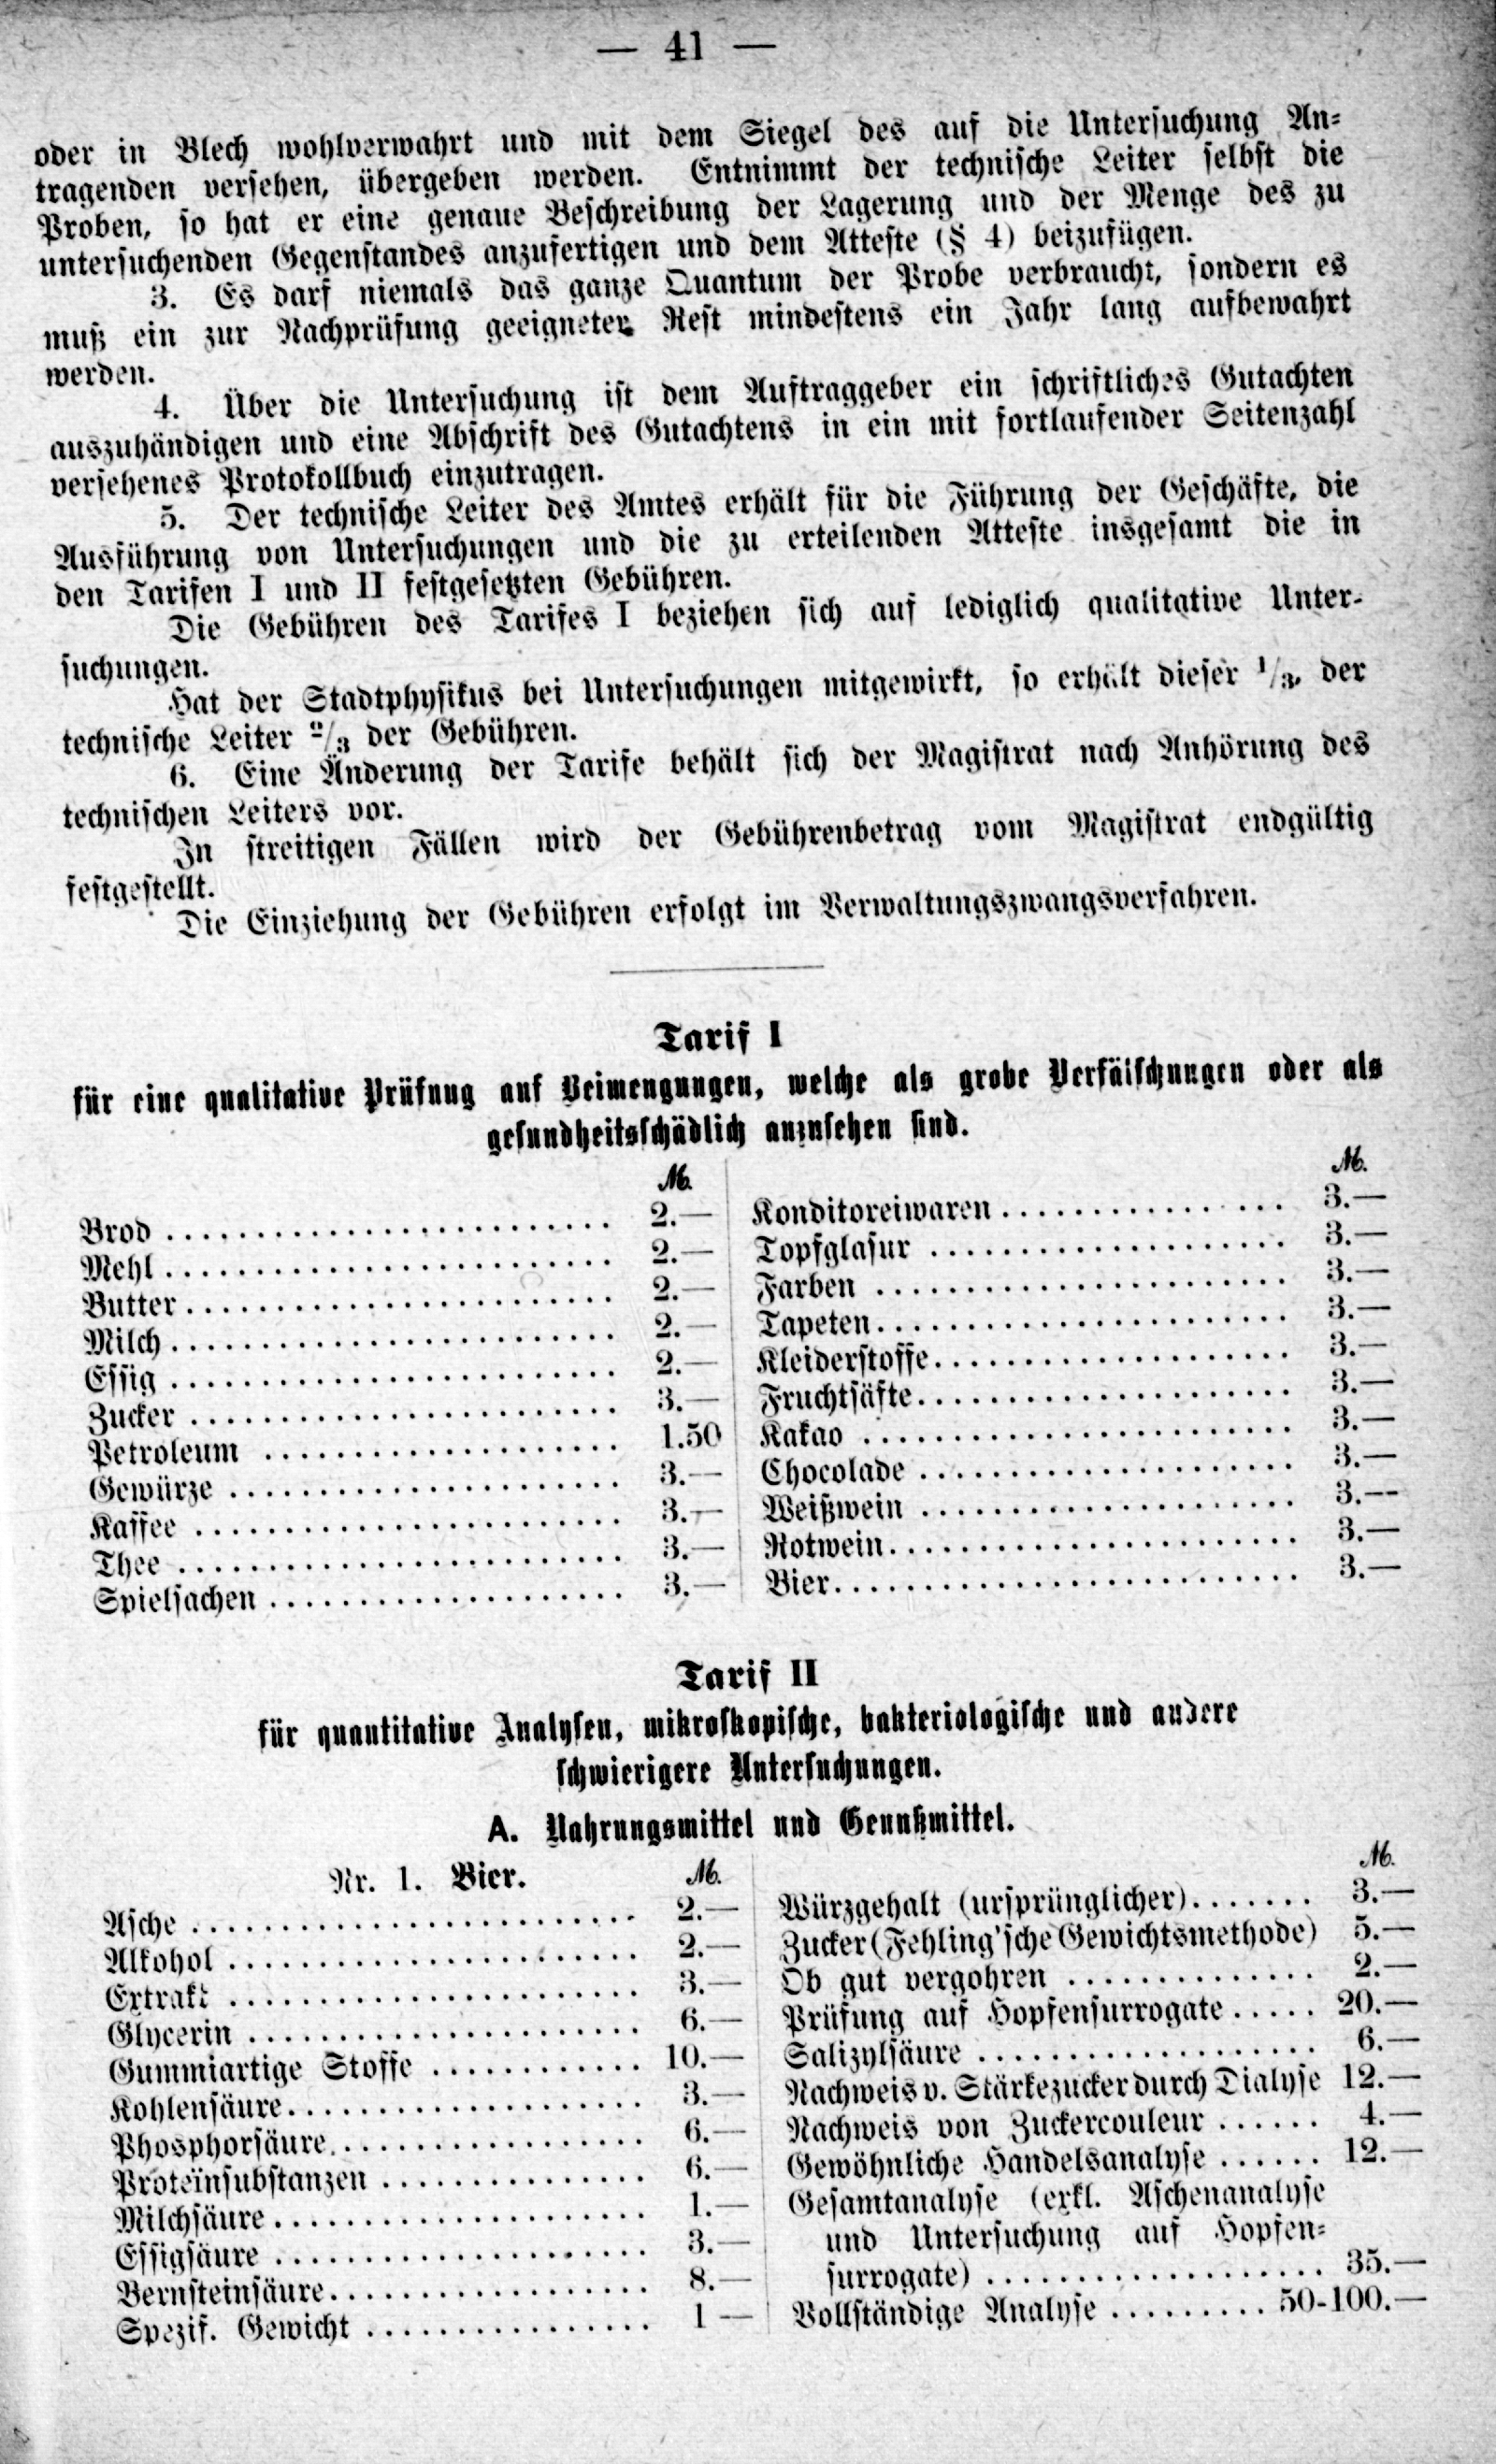 — 41 —
oder in Blech wohlverwahrt und mit dem Siegel des auf die Untersuchung An-
tragenden versehen, übergeben werden. Entnimmt der technische Leiter selbst die
Proben, so hat er eine genaue Beschreibung der Lagerung und der Menge des zu
untersuchenden Gegenstandes anzufertigen und dem Atteste (§ 4) beizufügen.
3. Es darf niemals das ganze Quantum der Probe verbraucht, sondern es
muß ein zur Nachprüfung geeigneter Rest mindestens ein Jahr lang aufbewahrt
werden.
4. Über die Untersuchung ist dem Auftraggeber ein schriftliches Gutachten
auszuhändigen und eine Abschrift des Gutachtens in ein mit fortlaufender Seitenzahl
versehenes Protokollbuch einzutragen.
5. Der technische Leiter des Amtes erhält für die Führung der Geschäfte, die
Ausführung von Untersuchungen und die zu erteilenden Atteste insgesamt die in
den Tarifen I und II festgesetzten Gebühren.
Die Gebühren des Tarifes I beziehen sich auf lediglich qualitative Unter-
suchungen.
Hat der Stadtphysikus bei Untersuchungen mitgewirkt, so erhält dieser 1/3, der
technische Leiter 2/3 der Gebühren.
6. Eine Änderung der Tarife behält sich der Magistrat nach Anhörung des
technischen Leiters vor.
In streitigen Fällen wird der Gebührenbetrag vom Magistrat endgültig
festgestellt.
Die Einziehung der Gebühren erfolgt im Verwaltungszwangsverfahren.
Tarif I
für eine qualitative Prüfung auf Beimengungen, welche als grobe Verfälschungen oder als
gesundheitsschädlich anzusehen sind.
M.
Brod . . . . . . . . 2.—
Mehl . . . . . . . . 2.—
Butter . . . . . . . . 2.—
Milch . . . . . . . . 2.—
Essig . . . . . . . . 2.—
Zucker . . . . . . . . 3.—
Petroleum . . . . . . . . 1.50
Gewürze . . . . . . . . 3.—
Kaffee . . . . . . . . 3.—
Thee . . . . . . . . 3.—
Spielsachen . . . . . . . . 3.—
M.
Konditoreiwaren . . . . . . . . 3.—
Topfglasur . . . . . . . . 3.—
Farben . . . . . . . . 3.—
Tapeten . . . . . . . . 3.—
Kleiderstoffe . . . . . . . . 3.—
Fruchtsäfte . . . . . . . . 3.—
Kakao . . . . . . . . 3.—
Chocolade . . . . . . . . 3.—
Weißwein . . . . . . . . 3.—
Rotwein . . . . . . . . 3.—
Bier . . . . . . . . 3.—
Tarif II
für quantitative Analysen, mikroskopische, bakteriologische und andere
schwierigere Untersuchungen.
A. Nahrungsmittel und Genußmittel.
Nr. 1. Bier. M.
Asche . . . . . . . . 2.—
Alkohol . . . . . . . . 2.—
Extrakt . . . . . . . . 3.—
Glycerin . . . . . . . . 6.—
Gummiartige Stoffe . . . . . . . . 10.—
Kohlensäure . . . . . . . . 3.—
Phosphorsäure . . . . . . . . 6.—
Proteïnsubstanzen . . . . . . . . 6.—
Milchsäure . . . . . . . . 1.—
Essigsäure . . . . . . . . 3.—
Bernsteinsäure . . . . . . . . 8.—
Spezif. Gewicht . . . . . . . . 1 —
M.
Würzgehalt (ursprünglicher) . . . . . . . 3.—
Zucker (Fehling'sche Gewichtsmethode) 5.—
Ob gut vergohren . . . . . . . . 2.—
Prüfung auf Hopfensurrogate . . . . . 20.—
Salizylsäure . . . . . . . . 6.—
Nachweis v. Stärkezucker durch Dialyse 12.—
Nachweis von Zuckercouleur . . . . . . 4.—
Gewöhnliche Handelsanalyse . . . . . . 12.—
Gesamtanalyse (exkl. Aschenanalyse
und Untersuchung auf Hopfen-
surrogate) . . . . . . . . 35.—
Vollständige Analyse . . . . . . . . . 50-100.—